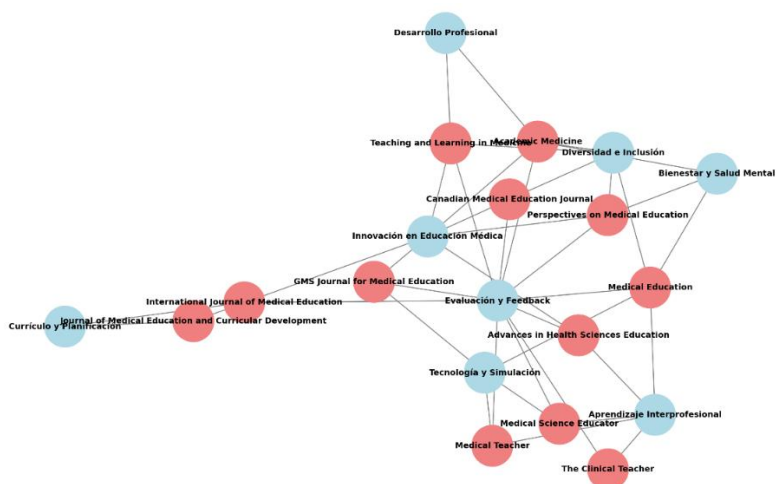 Desarrollo Profesional
Teaching and Learning in Medicine
Academic Medicine
Diversidad e Inclusión
Bienestar y Salud Mental
Canadian Medical Education Journal
Perspectives on Medical Education
Innovación en Educación Médica
GMS Journal for Medical Education
Medical Education
International Journal of Medical Education
Evaluación y Feedback
Journal of Medical Education and Curricular Development
Currículo y Planificación
Advances in Health Sciences Education
Tecnología y Simulación
Aprendizaje Interprofesional
Medical Science Educator
Medical Teacher
The Clinical Teacher